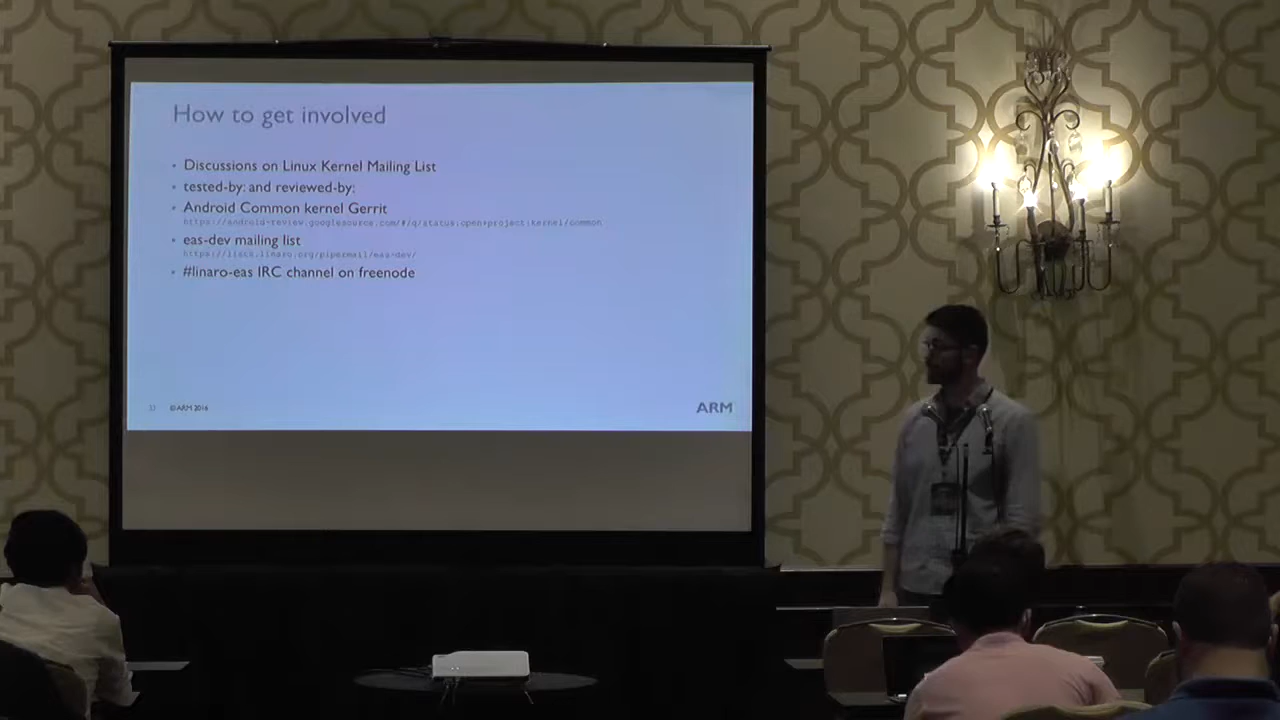 How to get involved
• Discussions on Linux Kernel Mailing List
• tested-by: and reviewed-by:
• Android Common kernel Gerrit
https://android-review.googlesource.com/#/q/status:open+project:kernel/common
• eas-dev mailing list
https://lists.linaro.org/pipermail/eas-dev/
• #linaro-eas IRC channel on freenode
© ARM 2016
ARM